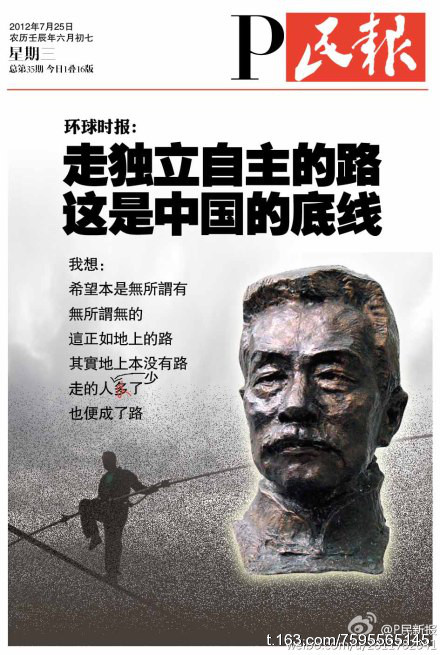 2012年7月25日
农历壬辰年六月初七
星期三
总第35期 今日1叠16版
P民報
环球时报:
走独立自主的路
这是中国的底线
我想:
希望本是無所謂有
無所謂無的
這正如地上的路
其實地上本没有路
走的人多了
少
也便成了路
@P民新报
t.163.com/7595565145